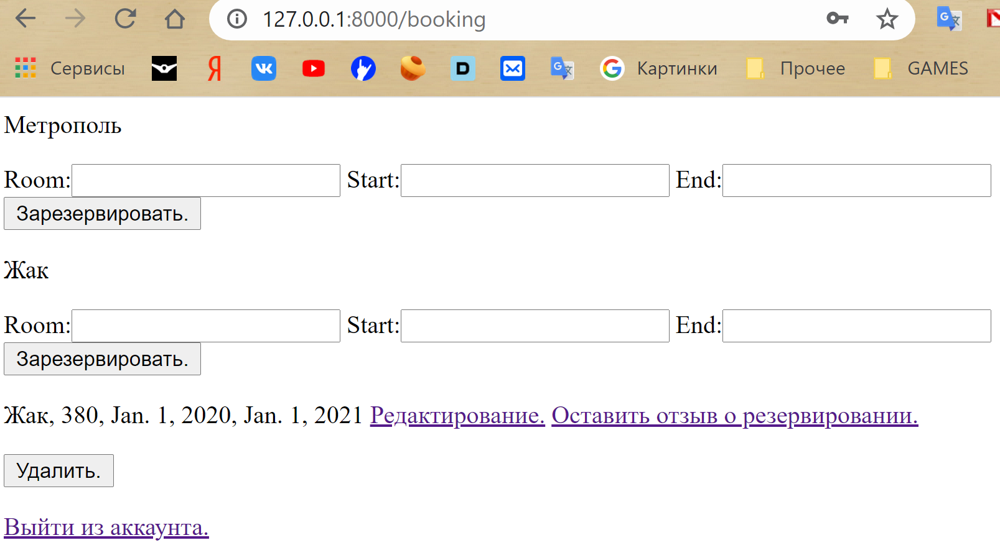 127.0.0.1:8000/booking
Сервисы Я D Картинки Прочее GAMES
Метрополь
Room: Start: End:
Зарезервировать.
Жак
Room: Start: End:
Зарезервировать.
Жак, 380, Jan. 1, 2020, Jan. 1, 2021 Редактирование. Оставить отзыв о резервировании.
Удалить.
Выйти из аккаунта.